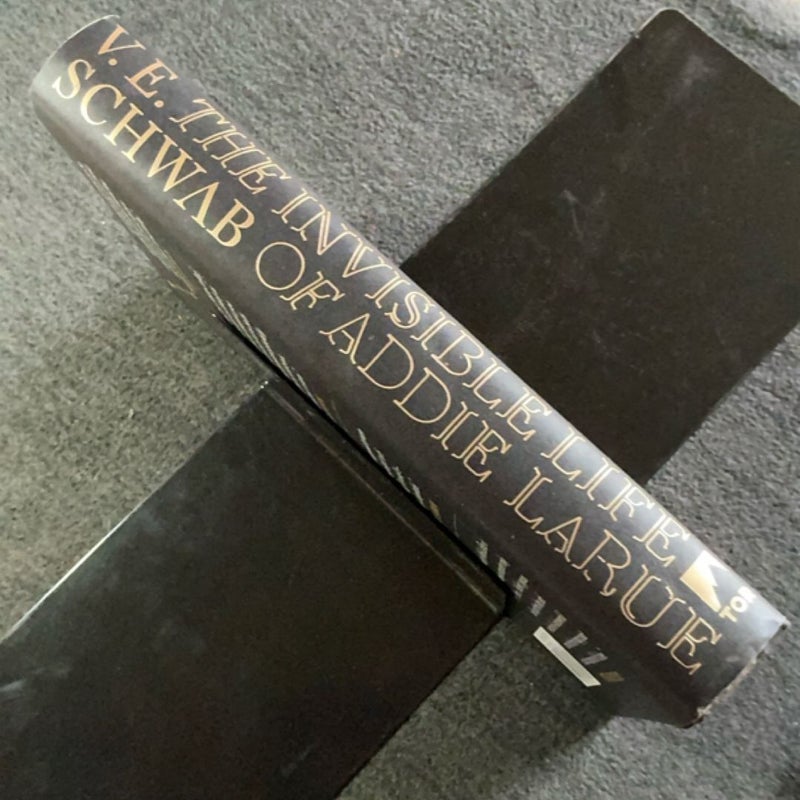 V. E.
SCHWAB
THE INVISIBLE LIFE
OF ADDIE LARUE
TOR